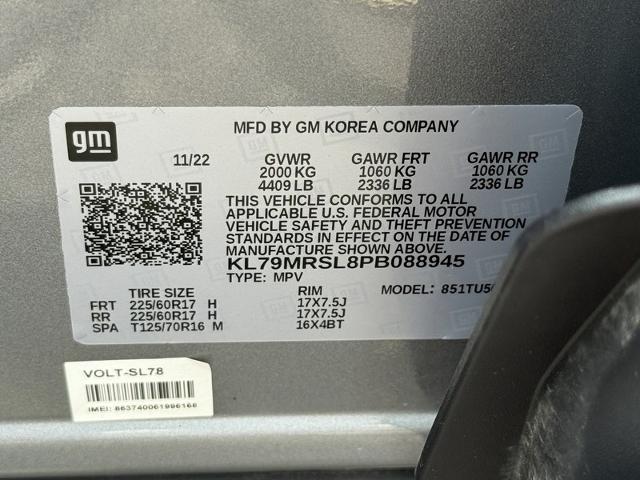 gm
MFD BY GM KOREA COMPANY
11/22 GVWR GAWR FRT GAWR RR
2000 KG 1060 KG 1060 KG
4409 LB 2336 LB 2336 LB
THIS VEHICLE CONFORMS TO ALL
APPLICABLE U.S. FEDERAL MOTOR
VEHICLE SAFETY AND THEFT PREVENTION
STANDARDS IN EFFECT ON THE DATE OF
MANUFACTURE SHOWN ABOVE.
KL79MRSL8PB088945
TYPE: MPV MODEL: 851TU5
TIRE SIZE RIM
FRT 225/60R17 H 17X7.5J
RR 225/60R17 H 17X7.5J
SPA T125/70R16 M 16X4BT
VOLT-SL78
IMEI: 863740061996168